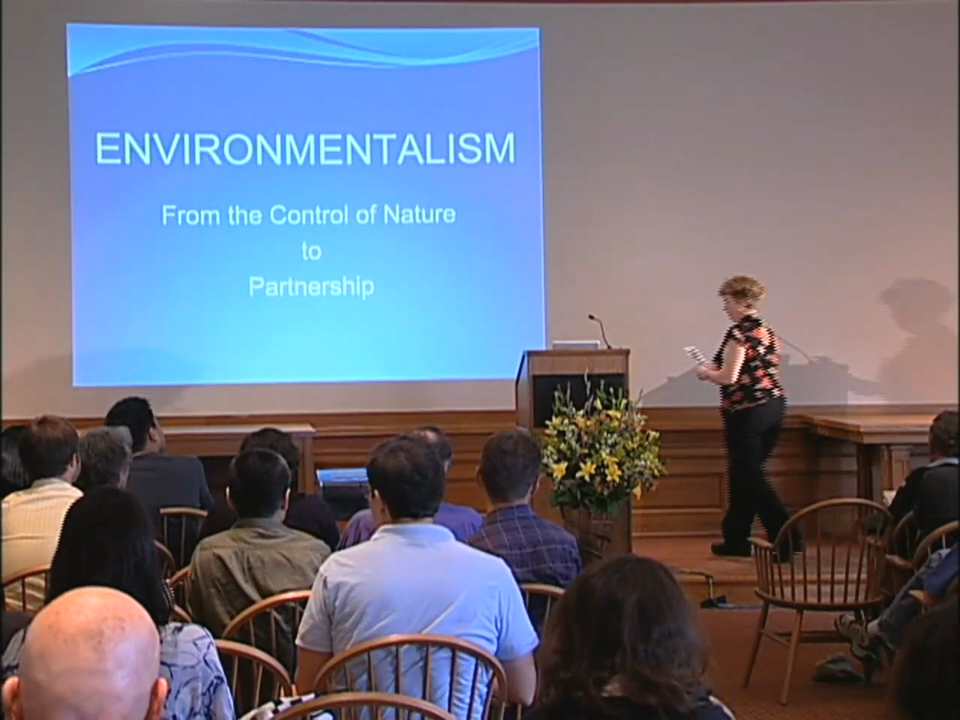 ENVIRONMENTALISM
From the Control of Nature
to
Partnership